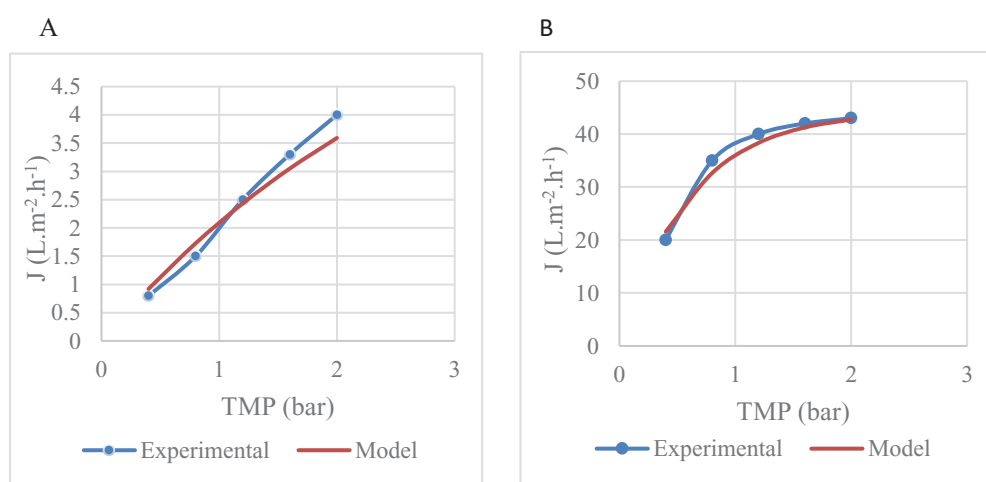 A
4.5
4
3.5
3
2.5
2
1.5
1
0.5
0
J (L.m⁻².h⁻¹)
0 1 2 3
TMP (bar)
Experimental Model
B
50
40
30
20
10
0
J (L.m⁻².h⁻¹)
0 1 2 3
TMP (bar)
Experimental Model